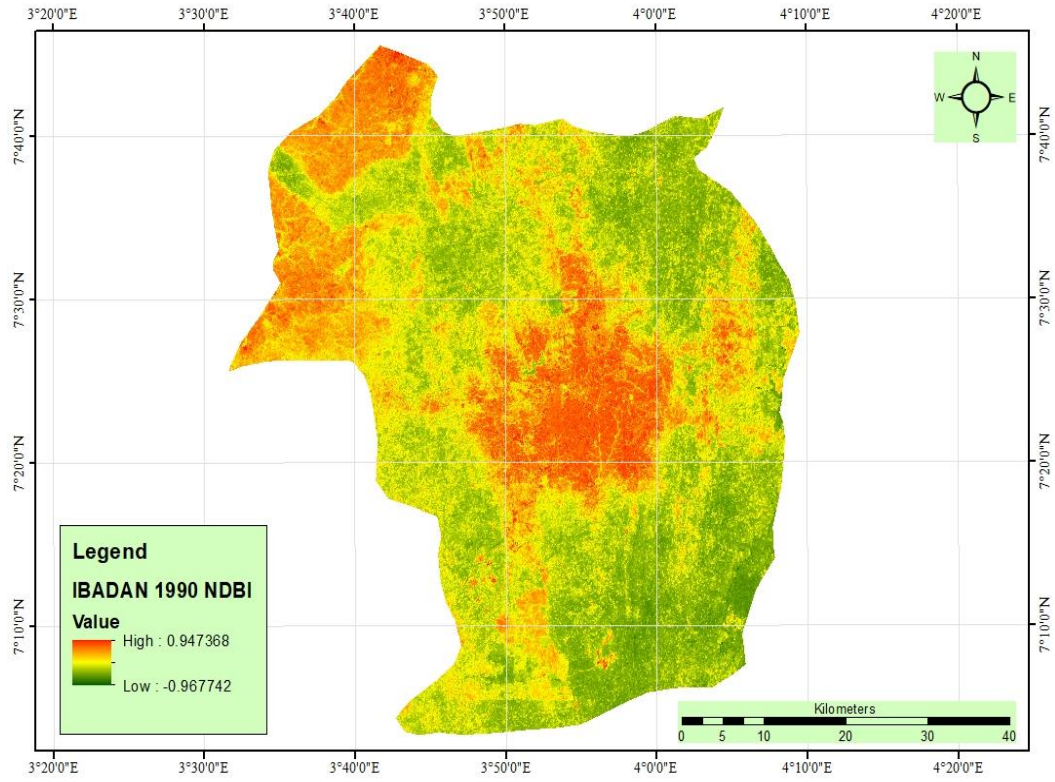 3°20'0"E 3°30'0"E 3°40'0"E 3°50'0"E 4°0'0"E 4°10'0"E 4°20'0"E
N
W E
S
7°40'0"N 7°40'0"N
7°30'0"N 7°30'0"N
7°20'0"N 7°20'0"N
7°10'0"N 7°10'0"N
Legend
IBADAN 1990 NDBI
Value
High : 0.947368
Low : -0.967742
Kilometers
0 5 10 20 30 40
3°20'0"E 3°30'0"E 3°40'0"E 3°50'0"E 4°0'0"E 4°10'0"E 4°20'0"E